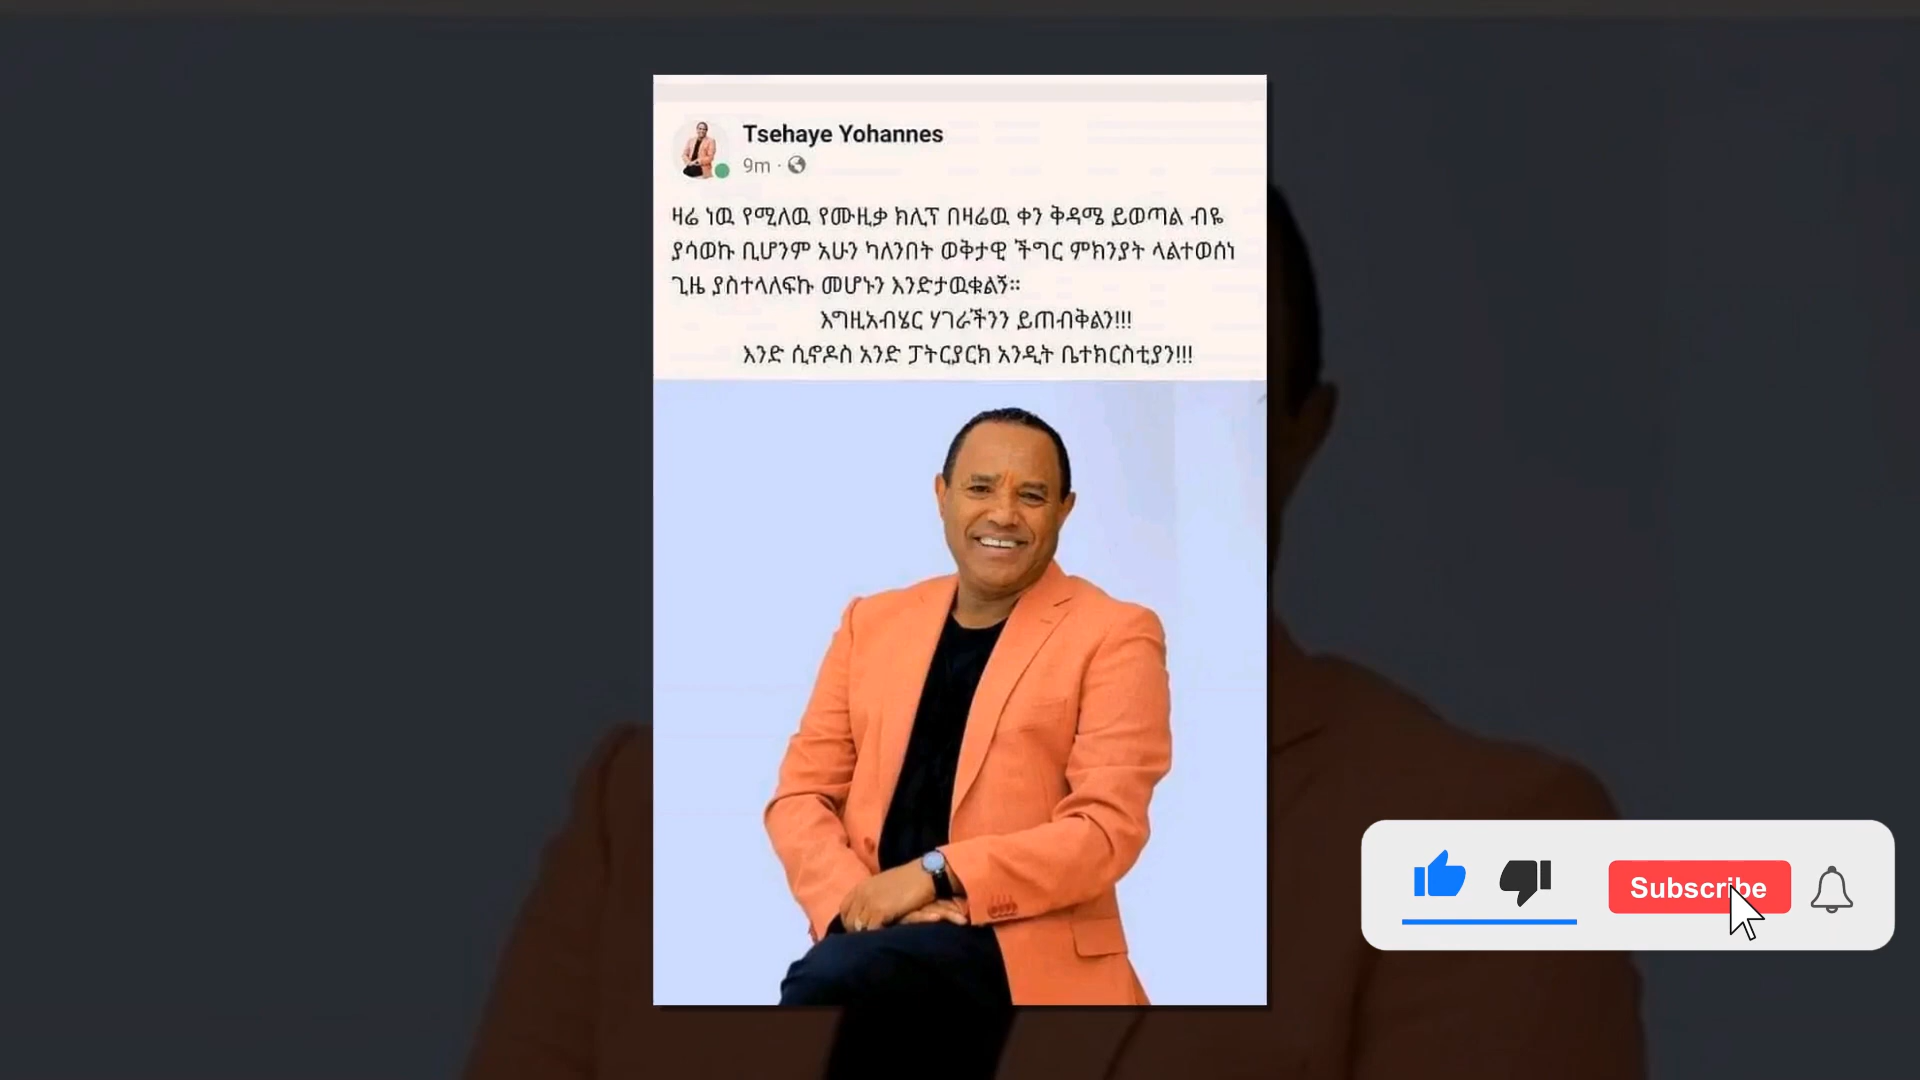 Tsehaye Yohannes
9m ·
ዛሬ ነዉ የሚለዉ የሙዚቃ ክሊፕ በዛሬዉ ቀን ቅዳሜ ይወጣል ብዬ
ያሳወኩ ቢሆንም አሁን ካለንበት ወቅታዊ ችግር ምክንያት ላልተወሰነ
ጊዜ ያስተላለፍኩ መሆኑን እንድታዉቁልኝ።
እግዚአብሄር ሃገራችንን ይጠብቅልን!!!
አንድ ሲኖዶስ አንድ ፓትርያርክ አንዲት ቤተክርስቲያን!!!
Subscribe